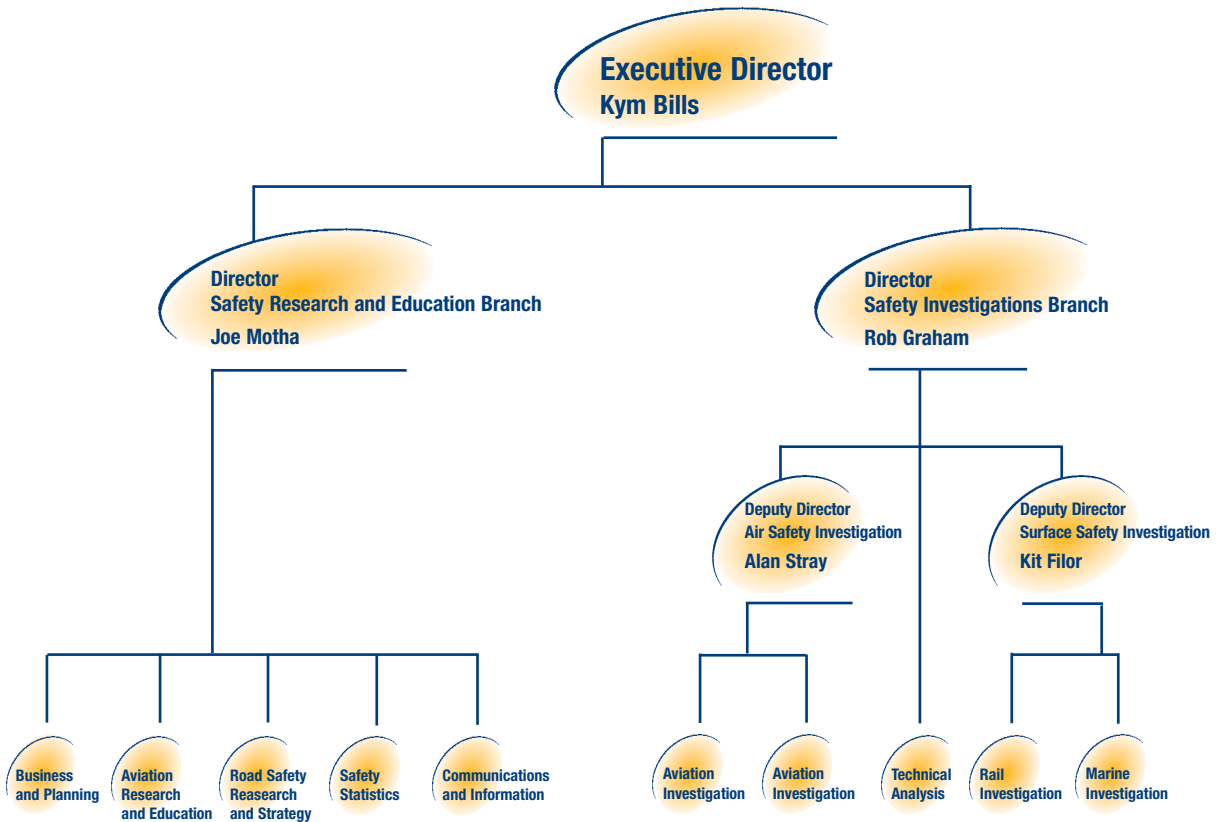 Executive Director
Kym Bills
Director
Safety Research and Education Branch
Joe Motha
Director
Safety Investigations Branch
Rob Graham
Deputy Director
Air Safety Investigation
Alan Stray
Deputy Director
Surface Safety Investigation
Kit Filor
Business
and Planning
Aviation
Research
and Education
Road Safety
Reasearch
and Strategy
Safety
Statistics
Communications
and Information
Aviation
Investigation
Aviation
Investigation
Technical
Analysis
Rail
Investigation
Marine
Investigation